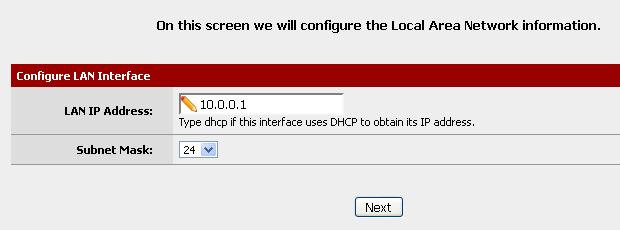 On this screen we will configure the Local Area Network information.
Configure LAN Interface
LAN IP Address: 10.0.0.1
Type dhcp if this interface uses DHCP to obtain its IP address.
Subnet Mask: 24
Next